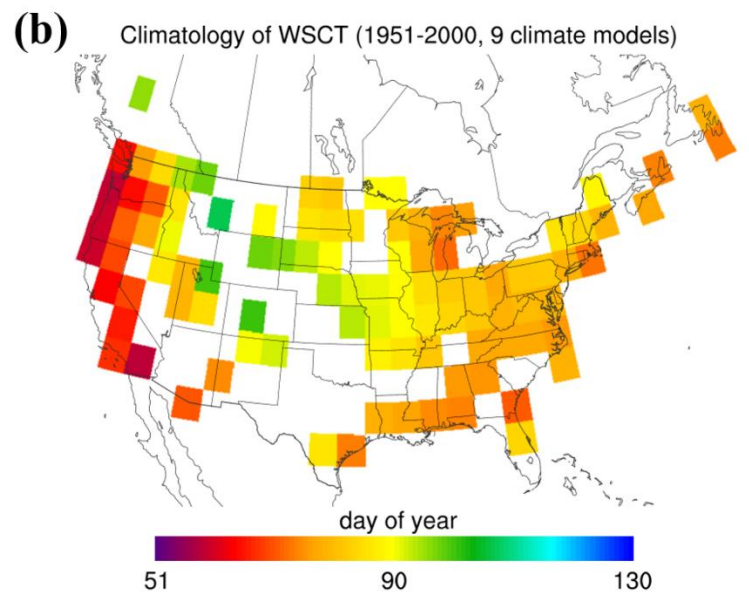 (b)
Climatology of WSCT (1951-2000, 9 climate models)
day of year
51 90 130